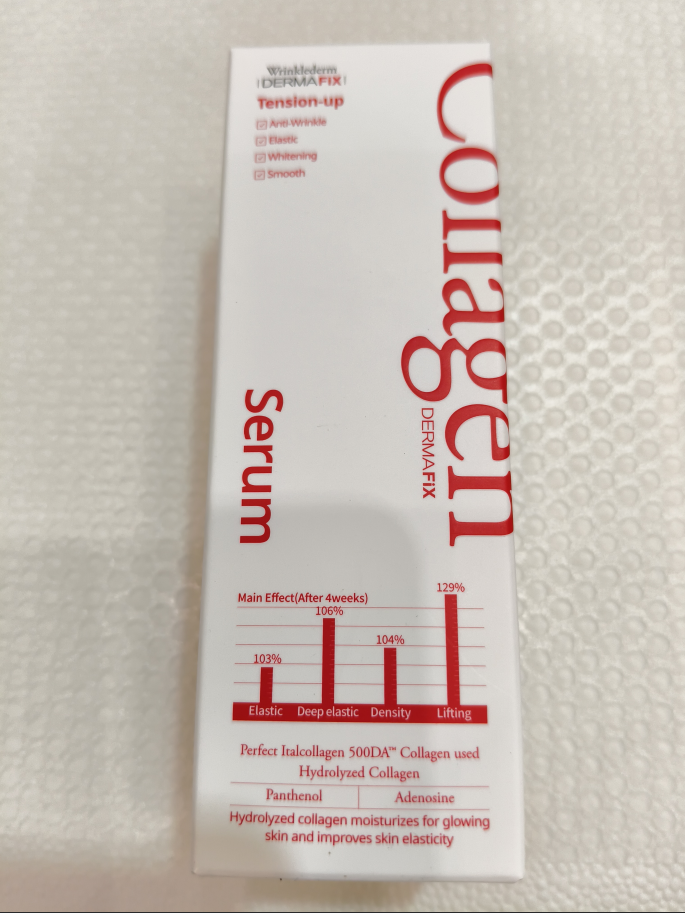 Wrinklederm
DERMAFiX
Tension-up
Anti-Wrinkle
Elastic
Whitening
Smooth
Collagen
DERMAFiX
Serum
Main Effect(After 4weeks)
103%
106%
104%
129%
Elastic Deep elastic Density Lifting
Perfect Italcollagen 500DA™ Collagen used
Hydrolyzed Collagen
Panthenol Adenosine
Hydrolyzed collagen moisturizes for glowing
skin and improves skin elasticity